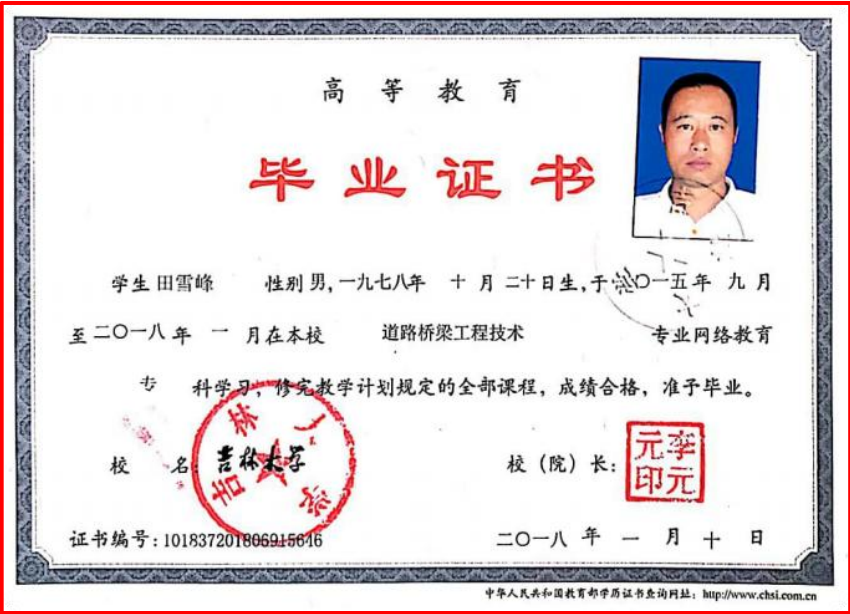 高等教育
毕业证书
学生 田雪峰 性别 男, 一九七八年 十 月 二十日生, 于 二〇一五年 九 月
至 二〇一八 年 一 月在本校 道路桥梁工程技术 专业网络教育
专 科学习, 修完教学计划规定的全部课程, 成绩合格, 准予毕业。
校 名: 吉林大学 校(院)长: 李元元印
证书编号: 101837201806915646 二〇一八 年 一 月 十 日
中华人民共和国教育部学历证书查询网址: http://www.chsi.com.cn